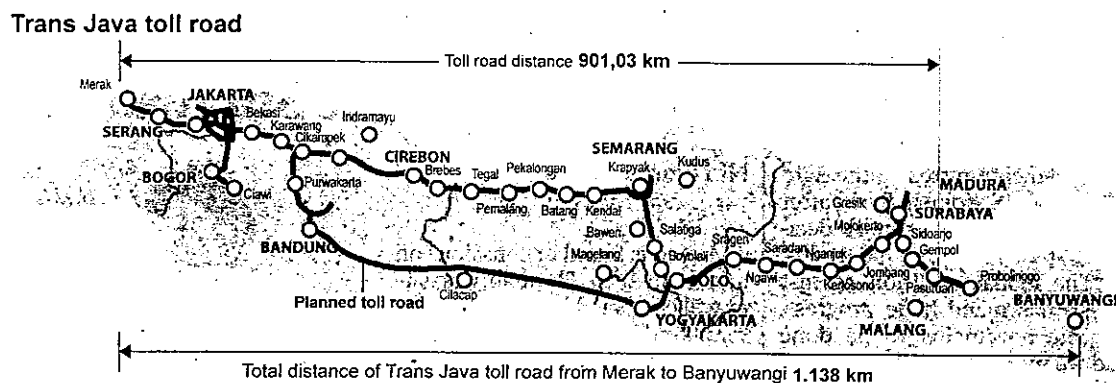 Trans Java toll road
Toll road distance 901,03 km
Merak
JAKARTA
SERANG
Bekasi
Karawang
Cikampek
Indramayu
BOGOR
Ciawi
Purwakarta
BANDUNG
CIREBON
Brebes
Tegal
Pemalang
Pekalongan
Batang
Kendal
SEMARANG
Krapyak
Kudus
Bawen
Salatiga
Magelang
Boyolali
SOLO
Sragen
Ngawi
Saradan
Nganjuk
Kertosono
Jombang
Mojokerto
Gresik
MADURA
SURABAYA
Sidoarjo
Gempol
Pasuruan
Probolinggo
BANYUWANGI
MALANG
YOGYAKARTA
Cilacap
Planned toll road
Total distance of Trans Java toll road from Merak to Banyuwangi 1.138 km